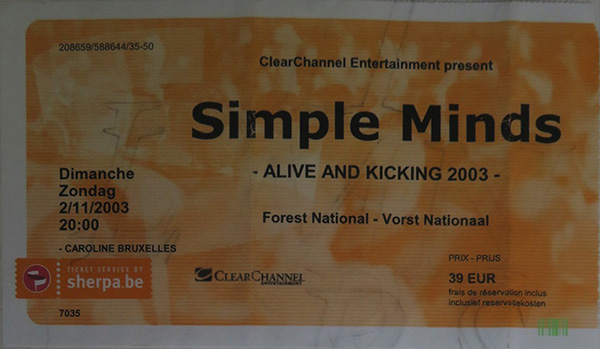 208659/588644/35-50
ClearChannel Entertainment present
Simple Minds
- ALIVE AND KICKING 2003 -
Dimanche
Zondag
2/11/2003
20:00
Forest National - Vorst Nationaal
- CAROLINE BRUXELLES
TICKET SERVICE BY
sherpa.be
CLEARCHANNEL
ENTERTAINMENT
PRIX - PRIJS
39 EUR
frais de réservation inclus
inclusief reservatiekosten
7035